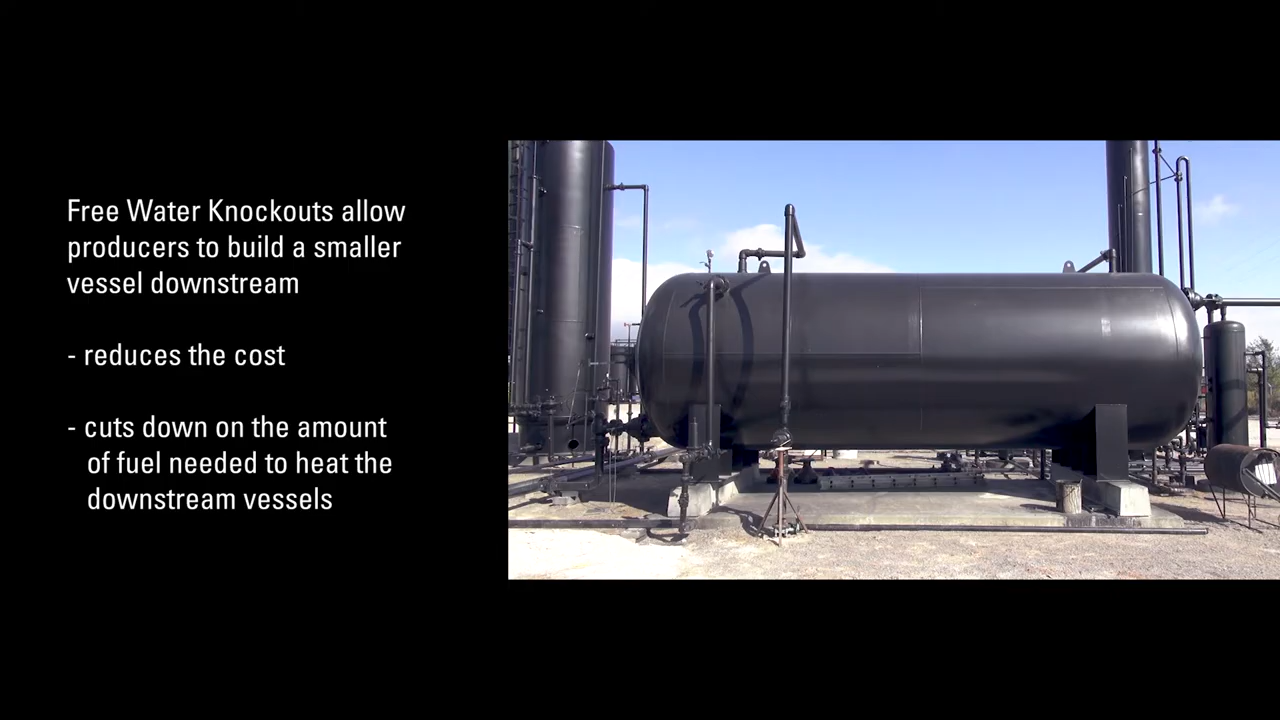 Free Water Knockouts allow
producers to build a smaller
vessel downstream
- reduces the cost
- cuts down on the amount
of fuel needed to heat the
downstream vessels